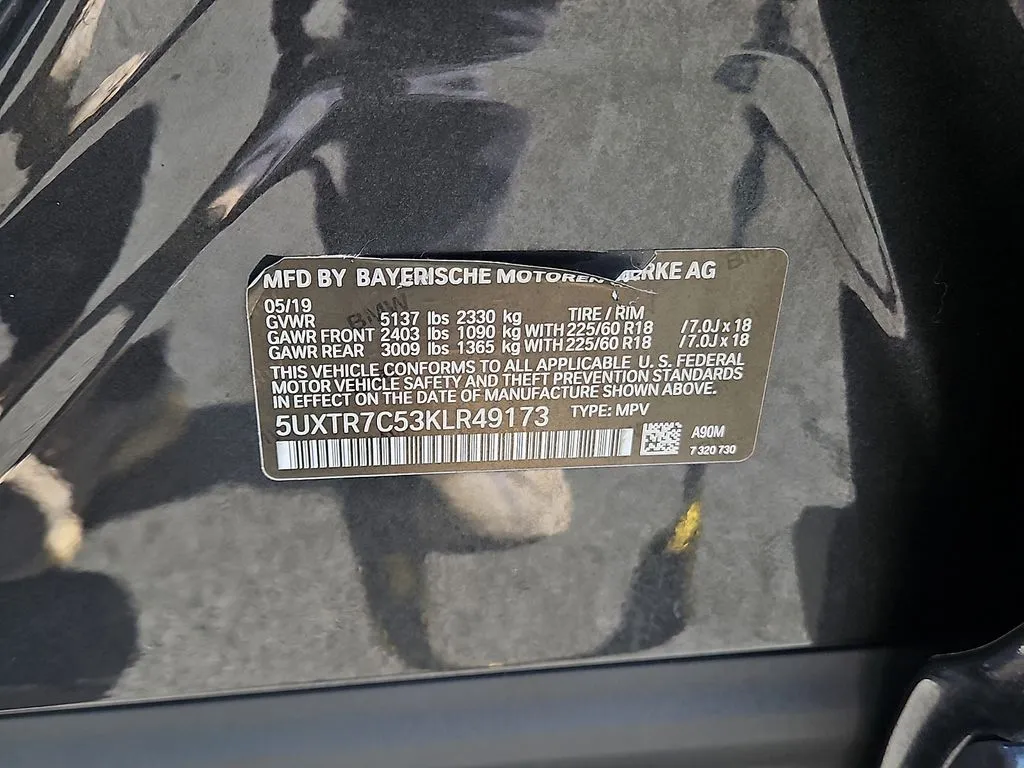 MFD BY BAYERISCHE MOTOREN WERKE AG
05/19
GVWR 5137 lbs 2330 kg TIRE / RIM
GAWR FRONT 2403 lbs 1090 kg WITH 225/60 R18 /7.0J x 18
GAWR REAR 3009 lbs 1365 kg WITH 225/60 R18 /7.0J x 18
THIS VEHICLE CONFORMS TO ALL APPLICABLE U.S. FEDERAL
MOTOR VEHICLE SAFETY AND THEFT PREVENTION STANDARDS
IN EFFECT ON THE DATE OF MANUFACTURE SHOWN ABOVE.
5UXTR7C53KLR49173 TYPE: MPV
A90M
7 320 730
BMW
BMW